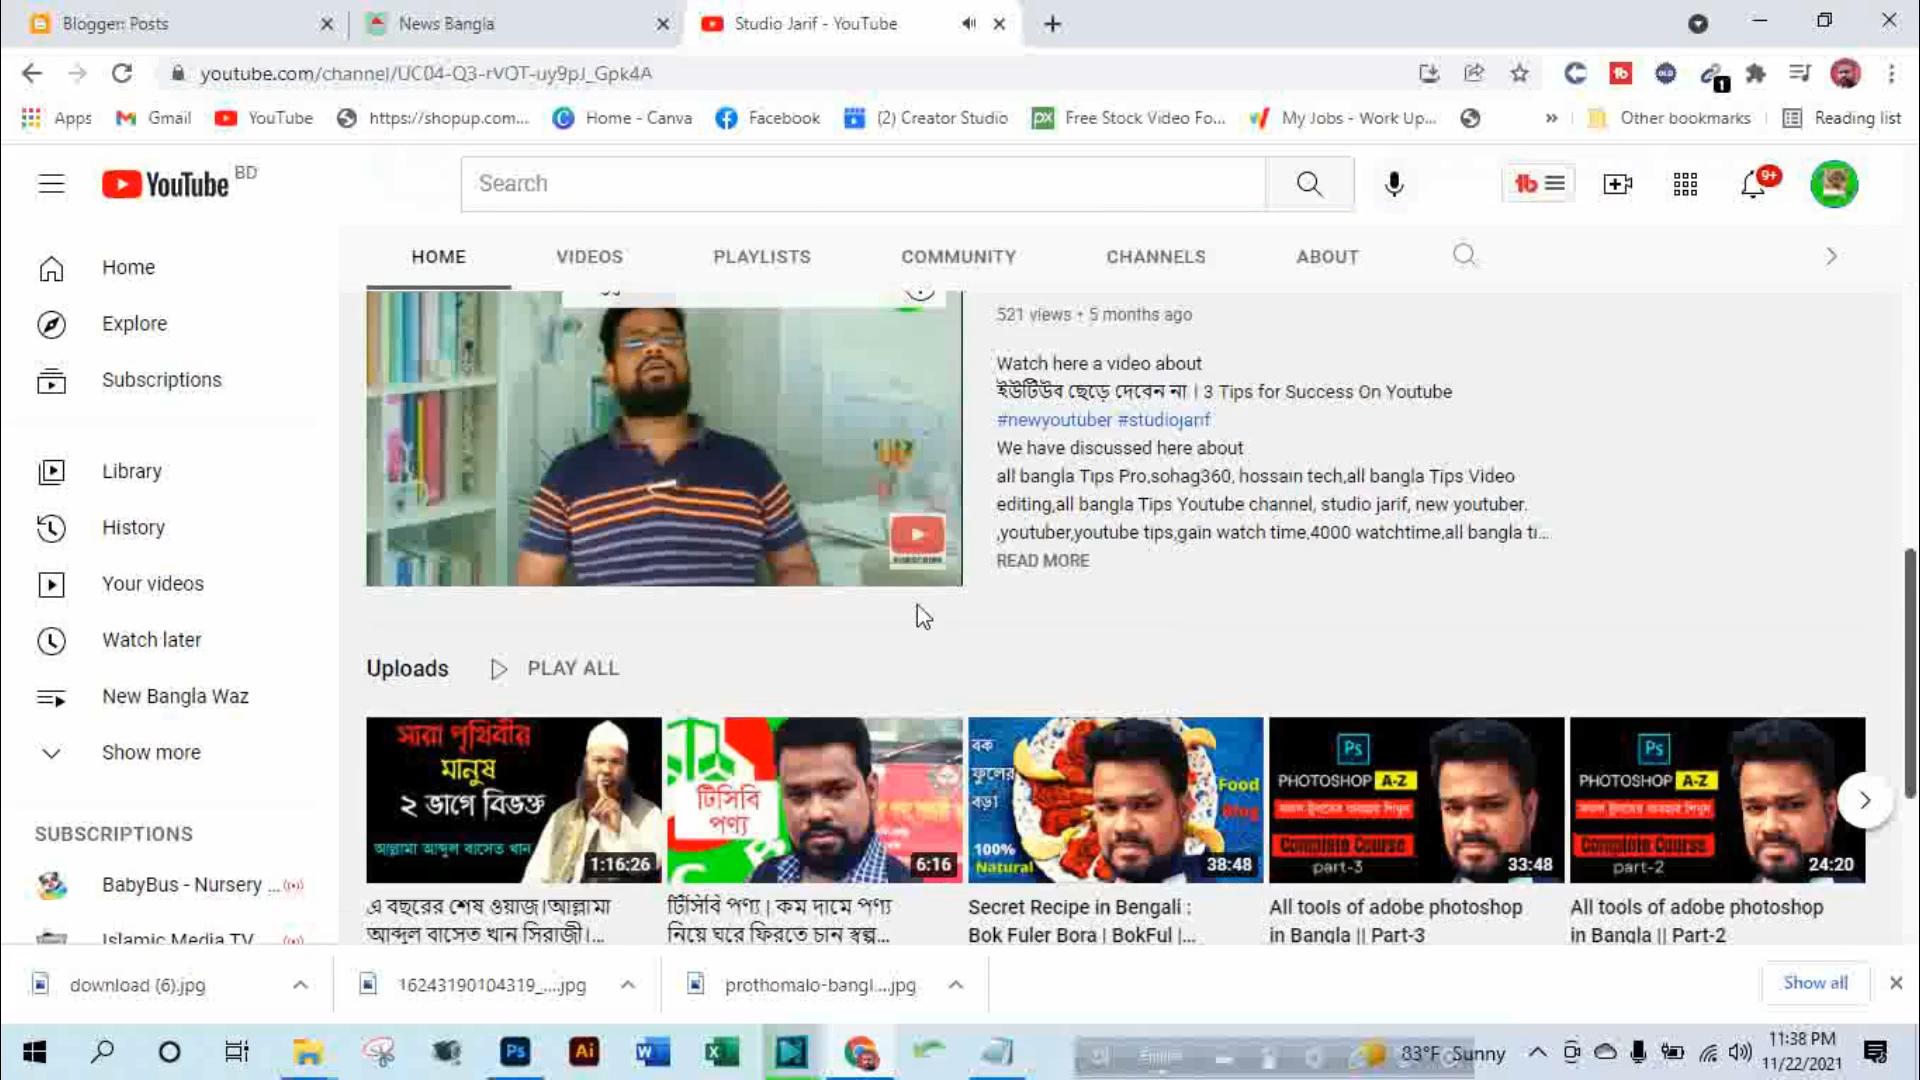 Blogger: Posts
News Bangla
Studio Jarif - YouTube
youtube.com/channel/UC04-Q3-rVOT-uy9pJ_Gpk4A
1
Apps
Gmail
YouTube
https://shopup.com...
Home - Canva
Facebook
(2) Creator Studio
Free Stock Video Fo...
My Jobs - Work Up...
»
Other bookmarks
Reading list
YouTube BD
Search
9+
HOME
VIDEOS
PLAYLISTS
COMMUNITY
CHANNELS
ABOUT
Home
Explore
Subscriptions
Library
History
Your videos
Watch later
New Bangla Waz
Show more
SUBSCRIPTIONS
BabyBus - Nursery ...
Islamic Media TV
521 views • 5 months ago
Watch here a video about
ইউটিউব ছেড়ে দেবেন না | 3 Tips for Success On Youtube
#newyoutuber #studiojarif
We have discussed here about
all bangla Tips Pro,sohag360, hossain tech,all bangla Tips Video
editing,all bangla Tips Youtube channel, studio jarif, new youtuber.
,youtuber,youtube tips,gain watch time,4000 watchtime,all bangla ti...
READ MORE
SUBSCRIBE
Uploads
PLAY ALL
সারা পৃথিবীর
মানুষ
২ ভাগে বিভক্ত
আল্লামা আব্দুল বাসেত খান
1:16:26
টিসিবি
পণ্য
6:16
বক
ফুলের
বড়া
Food
Blog
100%
Natural
38:48
Ps
PHOTOSHOP A-Z
Complete Course
part-3
33:48
Ps
PHOTOSHOP A-Z
Complete Course
part-2
24:20
এ বছরের শেষ ওয়াজ।আল্লামা
আব্দুল বাসেত খান সিরাজী।...
টিসিবি পণ্য | কম দামে পণ্য
নিয়ে ঘরে ফিরতে চান স্বল্প...
Secret Recipe in Bengali :
Bok Fuler Bora | BokFul |...
All tools of adobe photoshop
in Bangla || Part-3
All tools of adobe photoshop
in Bangla || Part-2
download (6).jpg
16243190104319_....jpg
prothomalo-bangl....jpg
Show all
Ps
Ai
83°F Sunny
11:38 PM
11/22/2021